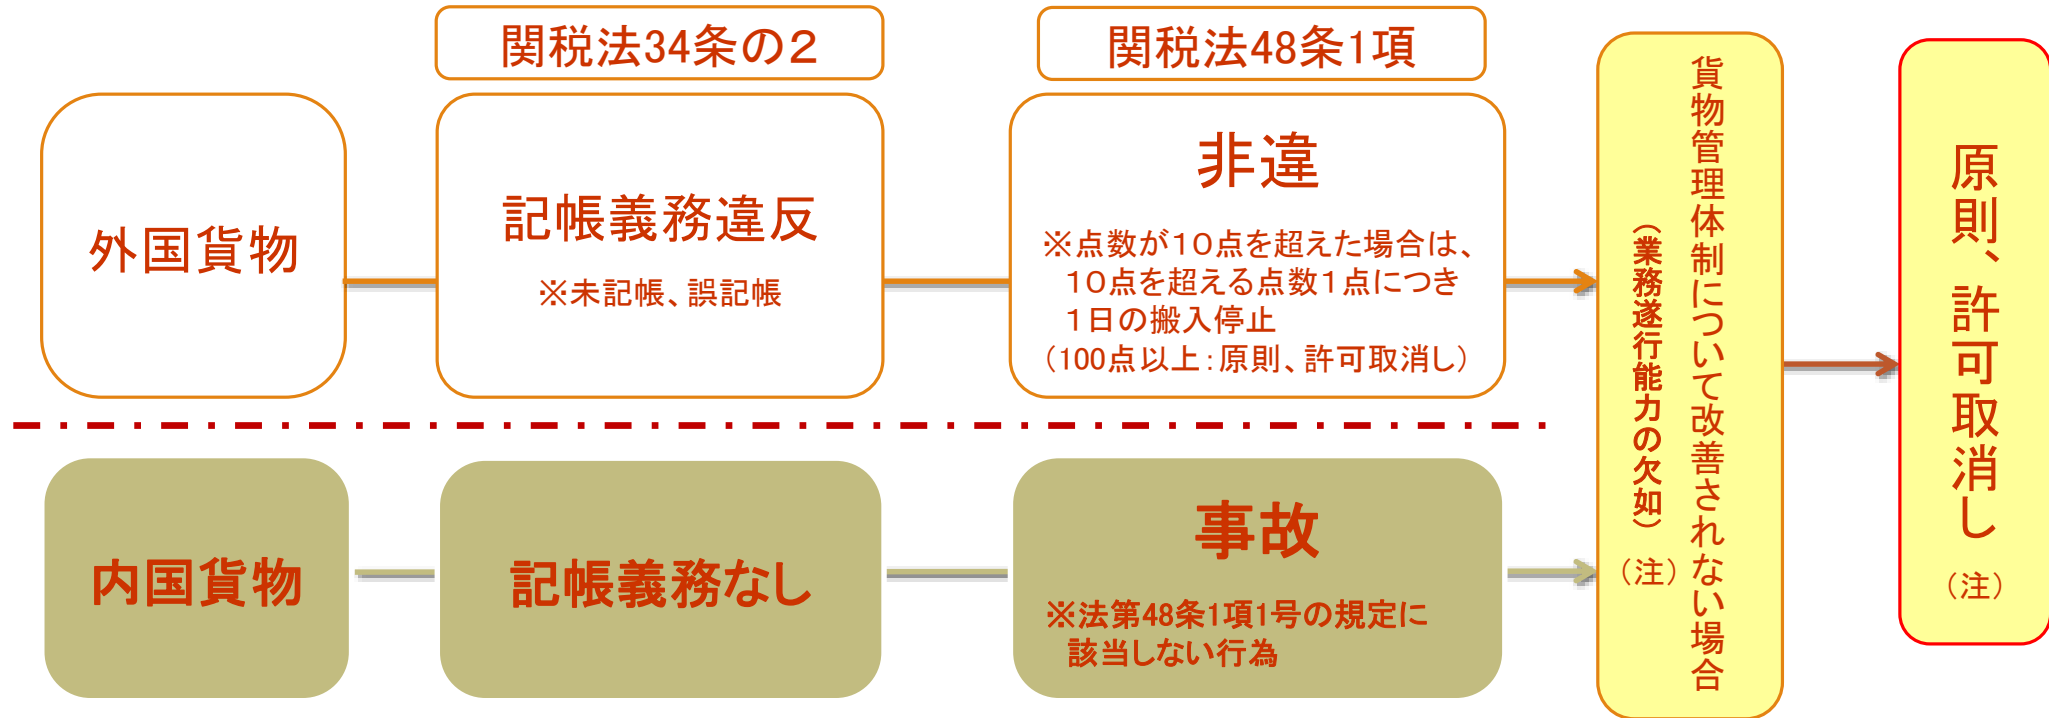 関税法34条の２
関税法48条1項
外国貨物
記帳義務違反
※未記帳、誤記帳
非違
※点数が１０点を超えた場合は、
１０点を超える点数１点につき
１日の搬入停止
（100点以上：原則、許可取消し）
内国貨物
記帳義務なし
事故
※法第48条1項1号の規定に
該当しない行為
貨物管理体制について改善されない場合
（業務遂行能力の欠如）
（注）
原則、許可取消し
（注）